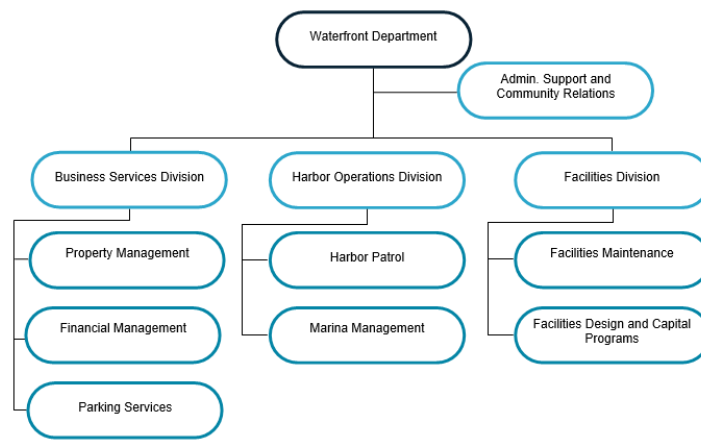 Waterfront Department
Admin. Support and
Community Relations
Business Services Division
Harbor Operations Division
Facilities Division
Property Management
Harbor Patrol
Facilities Maintenance
Financial Management
Marina Management
Facilities Design and Capital
Programs
Parking Services